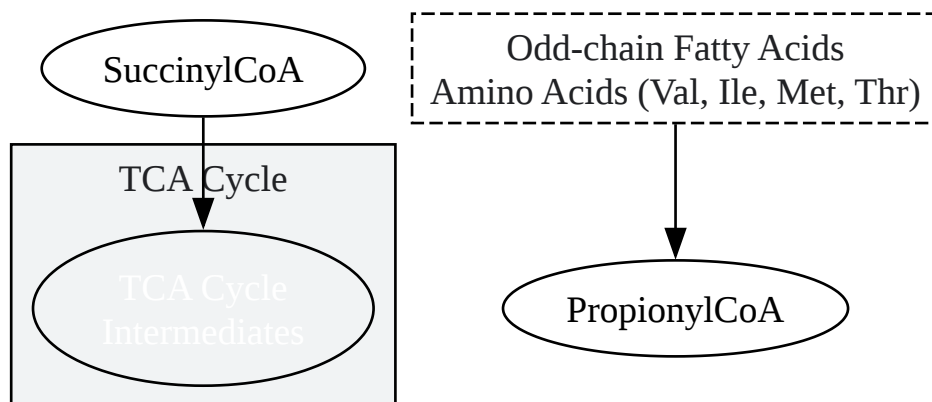 SuccinylCoA
Odd-chain Fatty Acids
Amino Acids (Val, Ile, Met, Thr)
TCA Cycle
TCA Cycle
Intermediates
PropionylCoA